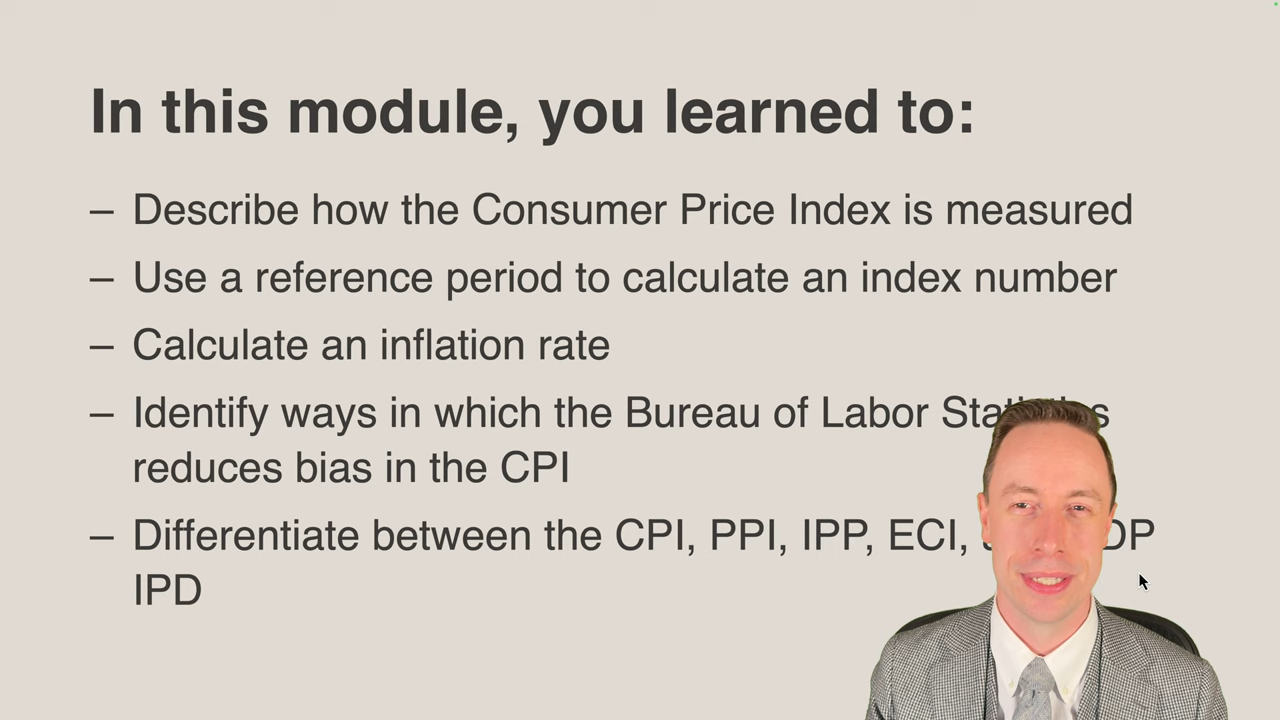 In this module, you learned to:
– Describe how the Consumer Price Index is measured
– Use a reference period to calculate an index number
– Calculate an inflation rate
– Identify ways in which the Bureau of Labor Statistics
reduces bias in the CPI
– Differentiate between the CPI, PPI, IPP, ECI,
IPD